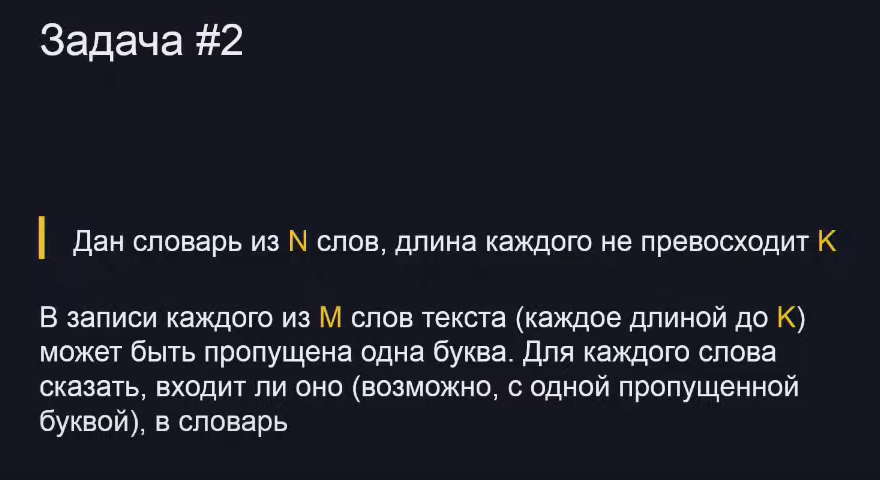 Задача #2
Дан словарь из N слов, длина каждого не превосходит K
В записи каждого из M слов текста (каждое длиной до K)
может быть пропущена одна буква. Для каждого слова
сказать, входит ли оно (возможно, с одной пропущенной
буквой), в словарь